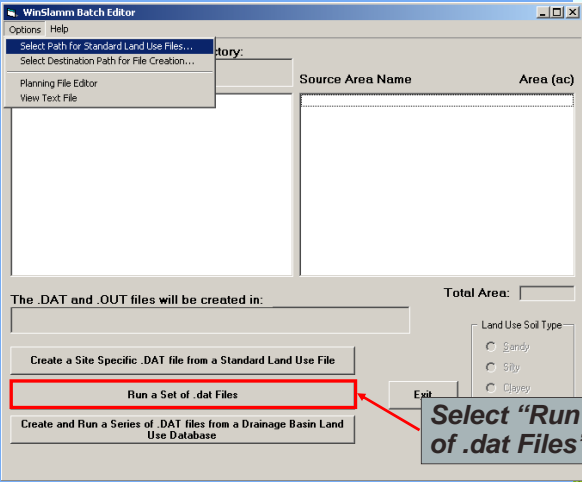 WinSlamm Batch Editor
Options Help
Select Path for Standard Land Use Files...
Select Destination Path for File Creation...
Planning File Editor
View Text File
tory:
Source Area Name Area (ac)
Total Area:
The .DAT and .OUT files will be created in:
Land Use Soil Type
Sandy
Silty
Clayey
Create a Site Specific .DAT file from a Standard Land Use File
Run a Set of .dat Files
Exit
Create and Run a Series of .DAT files from a Drainage Basin Land
Use Database
Select “Run
of .dat Files”